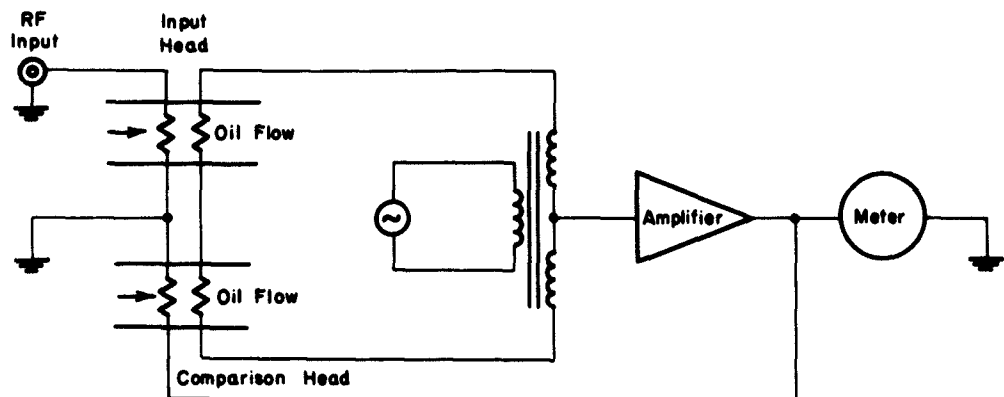 RF
Input
Input
Head
Oil Flow
Amplifier
Meter
Oil Flow
Comparison Head